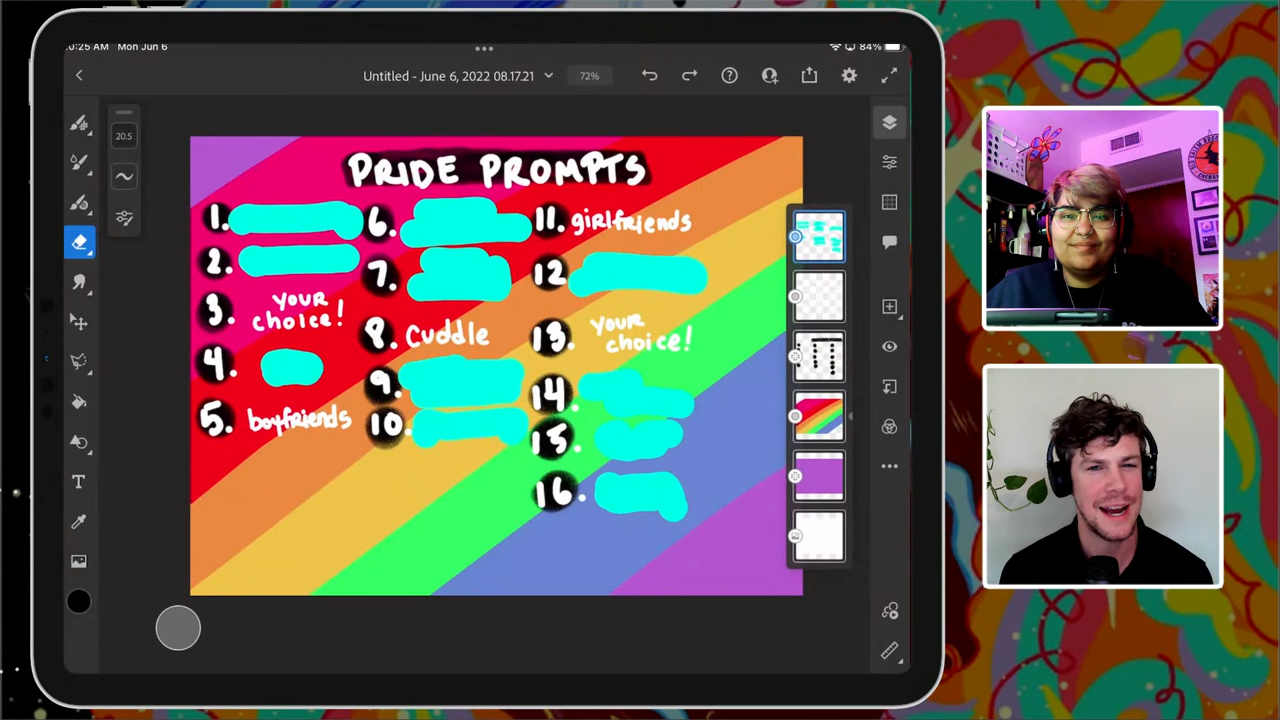 :25 AM Mon Jun 6
84%
Untitled - June 6, 2022 08.17.21
72%
20.5
PRIDE PROMPTS
1.
2.
3. YOUR choice!
4.
5. boyfriends
6.
7.
8. Cuddle
9.
10.
11. girlfriends
12
13. YOUR choice!
14.
15.
16.
T